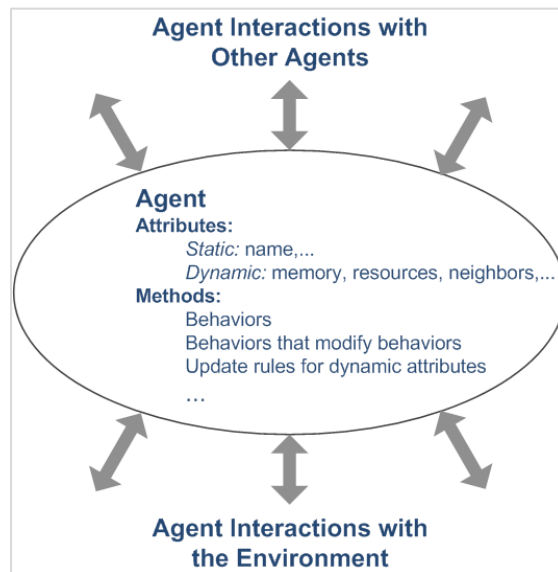 Agent Interactions with
Other Agents
Agent
Attributes:
Static: name,...
Dynamic: memory, resources, neighbors,...
Methods:
Behaviors
Behaviors that modify behaviors
Update rules for dynamic attributes
...
Agent Interactions with
the Environment